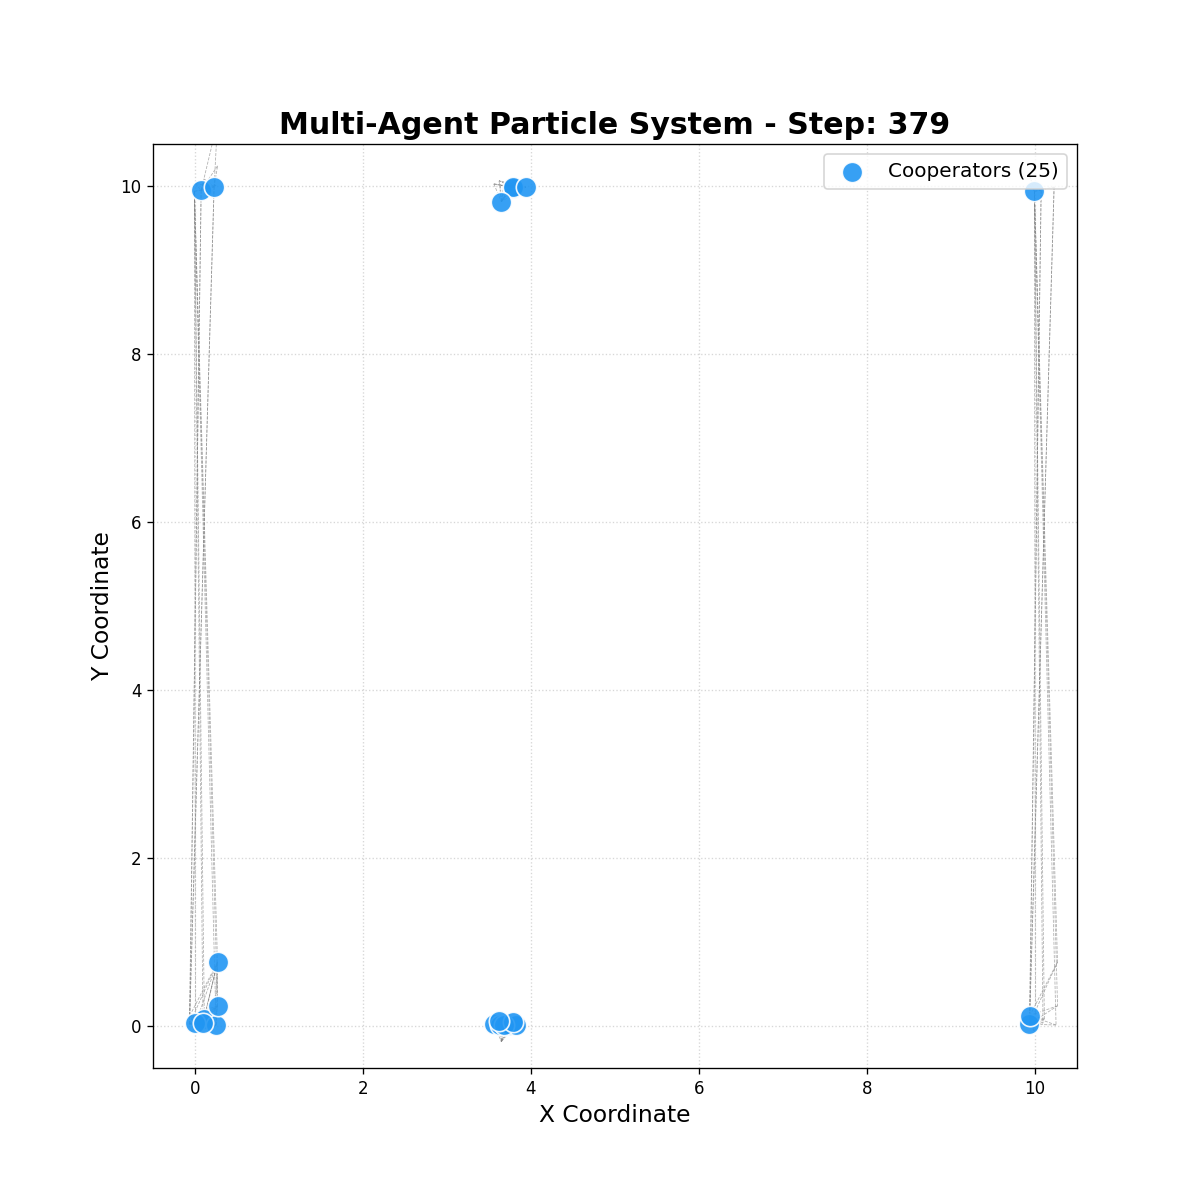 Multi-Agent Particle System - Step: 379
Cooperators (25)
10
8
6
4
2
0
Y Coordinate
0 2 4 6 8 10
X Coordinate